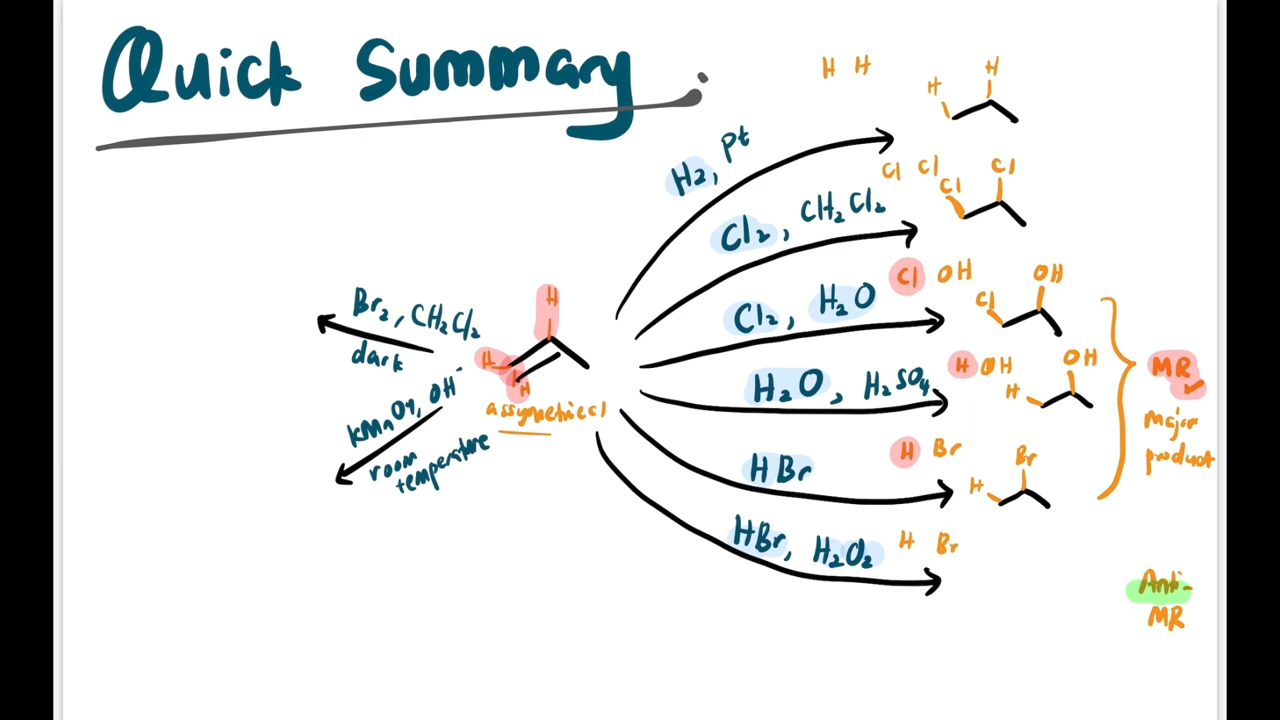 Quick Summary
H H
H
H
H2, Pt
Cl Cl
Cl
Cl
Cl2, CH2Cl2
Cl OH
Cl
OH
Cl2, H2O
H OH
H
OH
H2O, H2SO4
MR
Major
product
H Br
H
Br
HBr
H Br
HBr, H2O2
Anti-
MR
Br2, CH2Cl2
dark
H
H
H
assymetrical
KMnO4, OH-
room
temperature